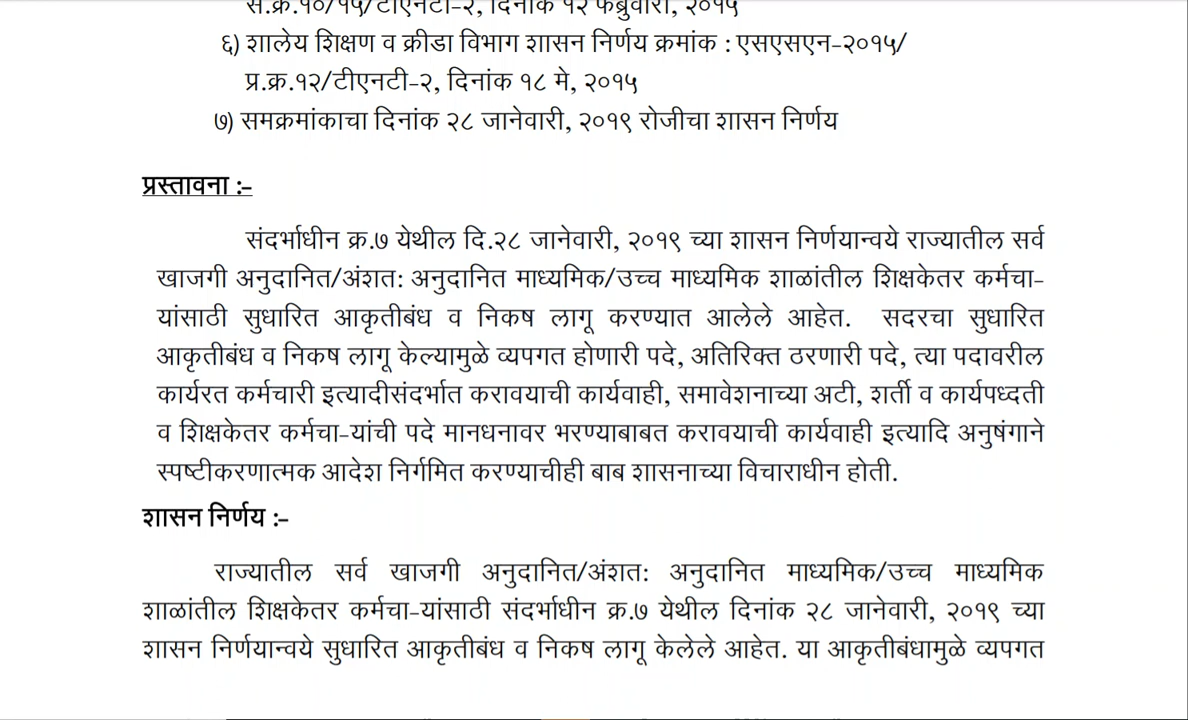 स.क्र.१०/१५/टीएनटी-२, दिनांक १२ फेब्रुवारी, २०१५
६) शालेय शिक्षण व क्रीडा विभाग शासन निर्णय क्रमांक : एसएसएन-२०१५/
प्र.क्र.१२/टीएनटी-२, दिनांक १८ मे, २०१५
७) समक्रमांकाचा दिनांक २८ जानेवारी, २०१९ रोजीचा शासन निर्णय
प्रस्तावना :-
संदर्भाधीन क्र.७ येथील दि.२८ जानेवारी, २०१९ च्या शासन निर्णयान्वये राज्यातील सर्व
खाजगी अनुदानित/अंशत: अनुदानित माध्यमिक/उच्च माध्यमिक शाळांतील शिक्षकेतर कर्मचा-
यांसाठी सुधारित आकृतीबंध व निकष लागू करण्यात आलेले आहेत. सदरचा सुधारित
आकृतीबंध व निकष लागू केल्यामुळे व्यपगत होणारी पदे, अतिरिक्त ठरणारी पदे, त्या पदावरील
कार्यरत कर्मचारी इत्यादीसंदर्भात करावयाची कार्यवाही, समावेशनाच्या अटी, शर्ती व कार्यपध्दती
व शिक्षकेतर कर्मचा-यांची पदे मानधनावर भरण्याबाबत करावयाची कार्यवाही इत्यादि अनुषंगाने
स्पष्टीकरणात्मक आदेश निर्गमित करण्याचीही बाब शासनाच्या विचाराधीन होती.
शासन निर्णय :-
राज्यातील सर्व खाजगी अनुदानित/अंशत: अनुदानित माध्यमिक/उच्च माध्यमिक
शाळांतील शिक्षकेतर कर्मचा-यांसाठी संदर्भाधीन क्र.७ येथील दिनांक २८ जानेवारी, २०१९ च्या
शासन निर्णयान्वये सुधारित आकृतीबंध व निकष लागू केलेले आहेत. या आकृतीबंधामुळे व्यपगत